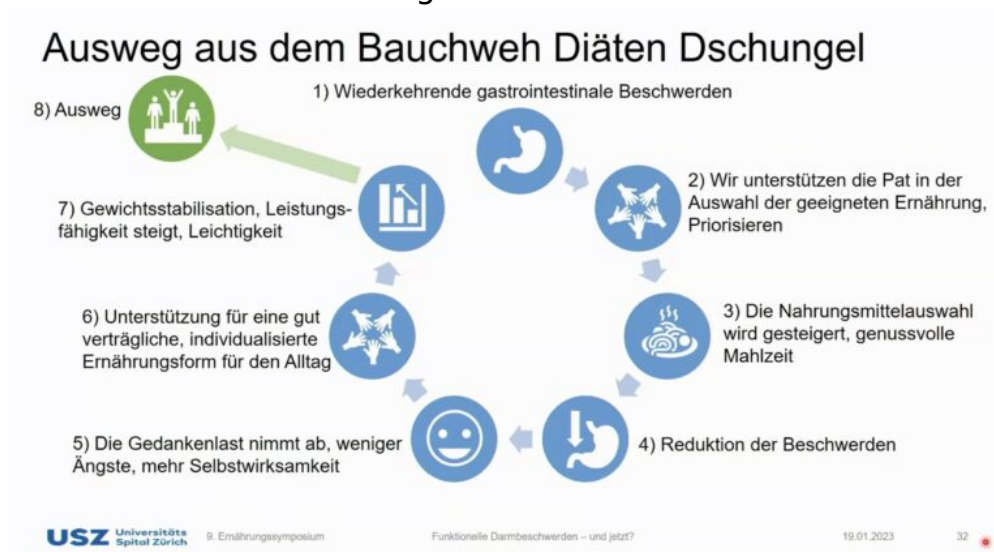 Ausweg aus dem Bauchweh Diäten Dschungel
1) Wiederkehrende gastrointestinale Beschwerden
2) Wir unterstützen die Pat in der
Auswahl der geeigneten Ernährung,
Priorisieren
3) Die Nahrungsmittelauswahl
wird gesteigert, genussvolle
Mahlzeit
4) Reduktion der Beschwerden
5) Die Gedankenlast nimmt ab, weniger
Ängste, mehr Selbstwirksamkeit
6) Unterstützung für eine gut
verträgliche, individualisierte
Ernährungsform für den Alltag
7) Gewichtsstabilisation, Leistungs-
fähigkeit steigt, Leichtigkeit
8) Ausweg
USZ Universitäts
Spital Zürich
9. Ernährungssymposium
Funktionelle Darmbeschwerden – und jetzt?
19.01.2023
32